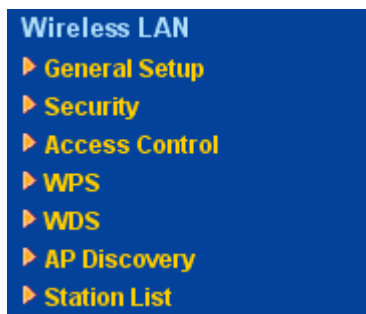 Wireless LAN
General Setup
Security
Access Control
WPS
WDS
AP Discovery
Station List